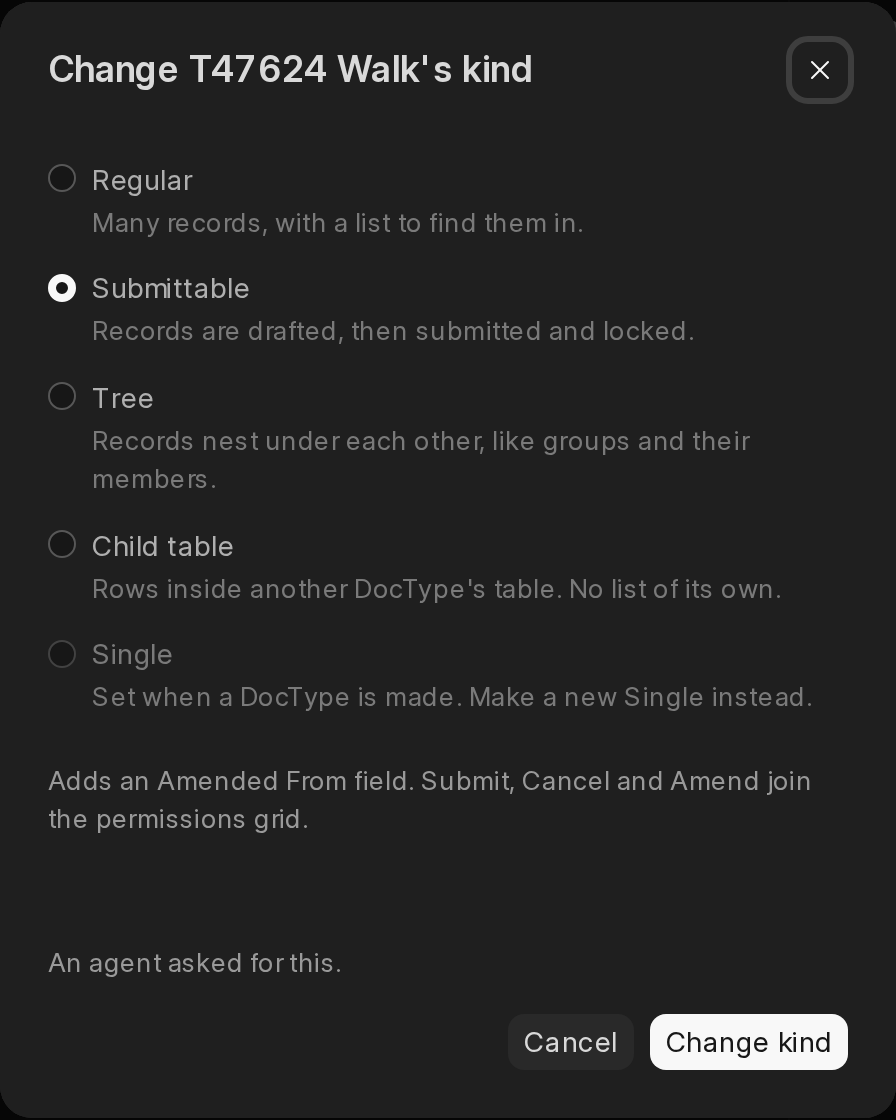 Change T47624 Walk's kind
Regular
Many records, with a list to find them in.
Submittable
Records are drafted, then submitted and locked.
Tree
Records nest under each other, like groups and their
members.
Child table
Rows inside another DocType's table. No list of its own.
Single
Set when a DocType is made. Make a new Single instead.
Adds an Amended From field. Submit, Cancel and Amend join
the permissions grid.
An agent asked for this.
Cancel
Change kind